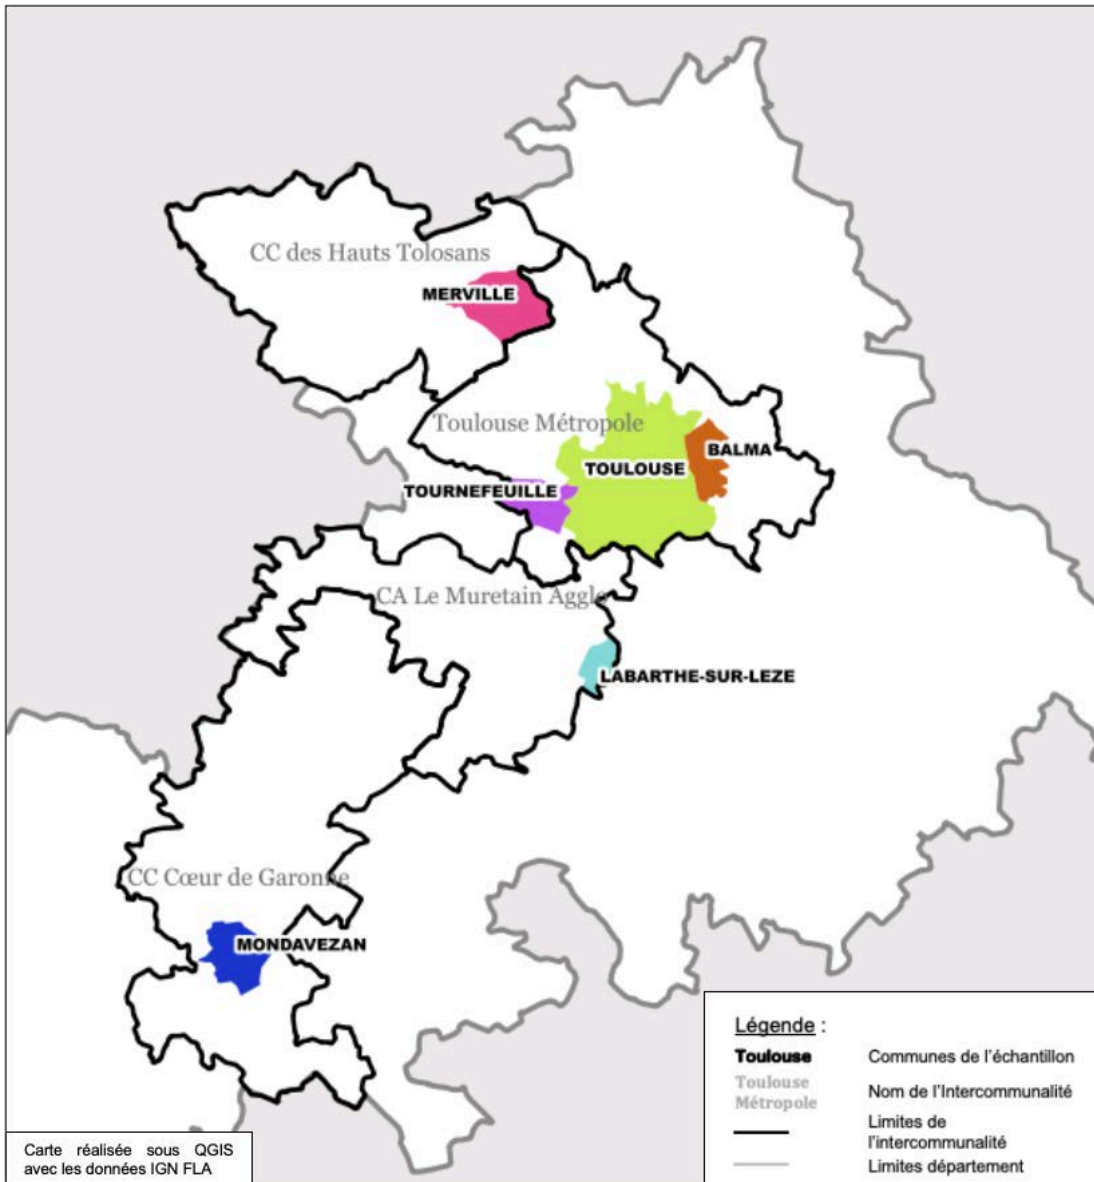 CC des Hauts Tolosans
MERVILLE
Toulouse Métropole
BALMA
TOULOUSE
TOURNEFEUILLE
CA Le Muretain Agglo
LABARTHE-SUR-LEZE
CC Cœur de Garonne
MONDAVEZAN
Légende :
Toulouse Communes de l'échantillon
Toulouse
Métropole
Nom de l'Intercommunalité
Limites de
l'intercommunalité
Limites département
Carte réalisée sous QGIS
avec les données IGN FLA